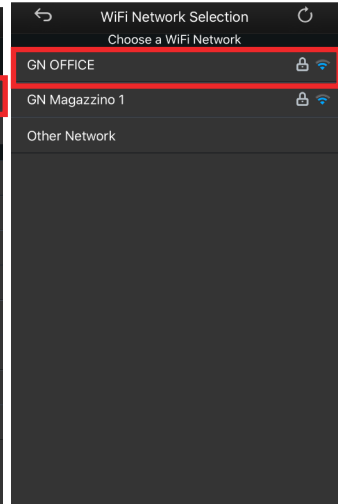 WiFi Network Selection
Choose a WiFi Network
GN OFFICE
GN Magazzino 1
Other Network